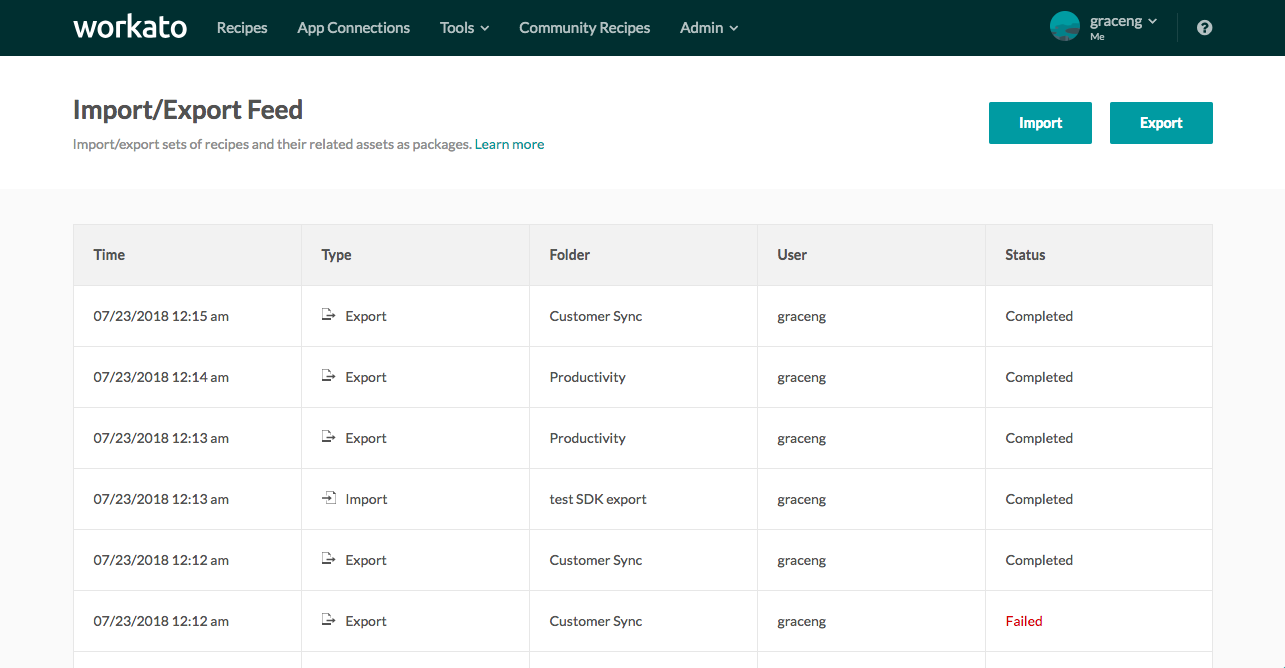 workato Recipes App Connections Tools Community Recipes Admin graceng
Me
Import/Export Feed
Import/export sets of recipes and their related assets as packages. Learn more
Import Export
Time Type Folder User Status
07/23/2018 12:15 am Export Customer Sync graceng Completed
07/23/2018 12:14 am Export Productivity graceng Completed
07/23/2018 12:13 am Export Productivity graceng Completed
07/23/2018 12:13 am Import test SDK export graceng Completed
07/23/2018 12:12 am Export Customer Sync graceng Completed
07/23/2018 12:12 am Export Customer Sync graceng Failed